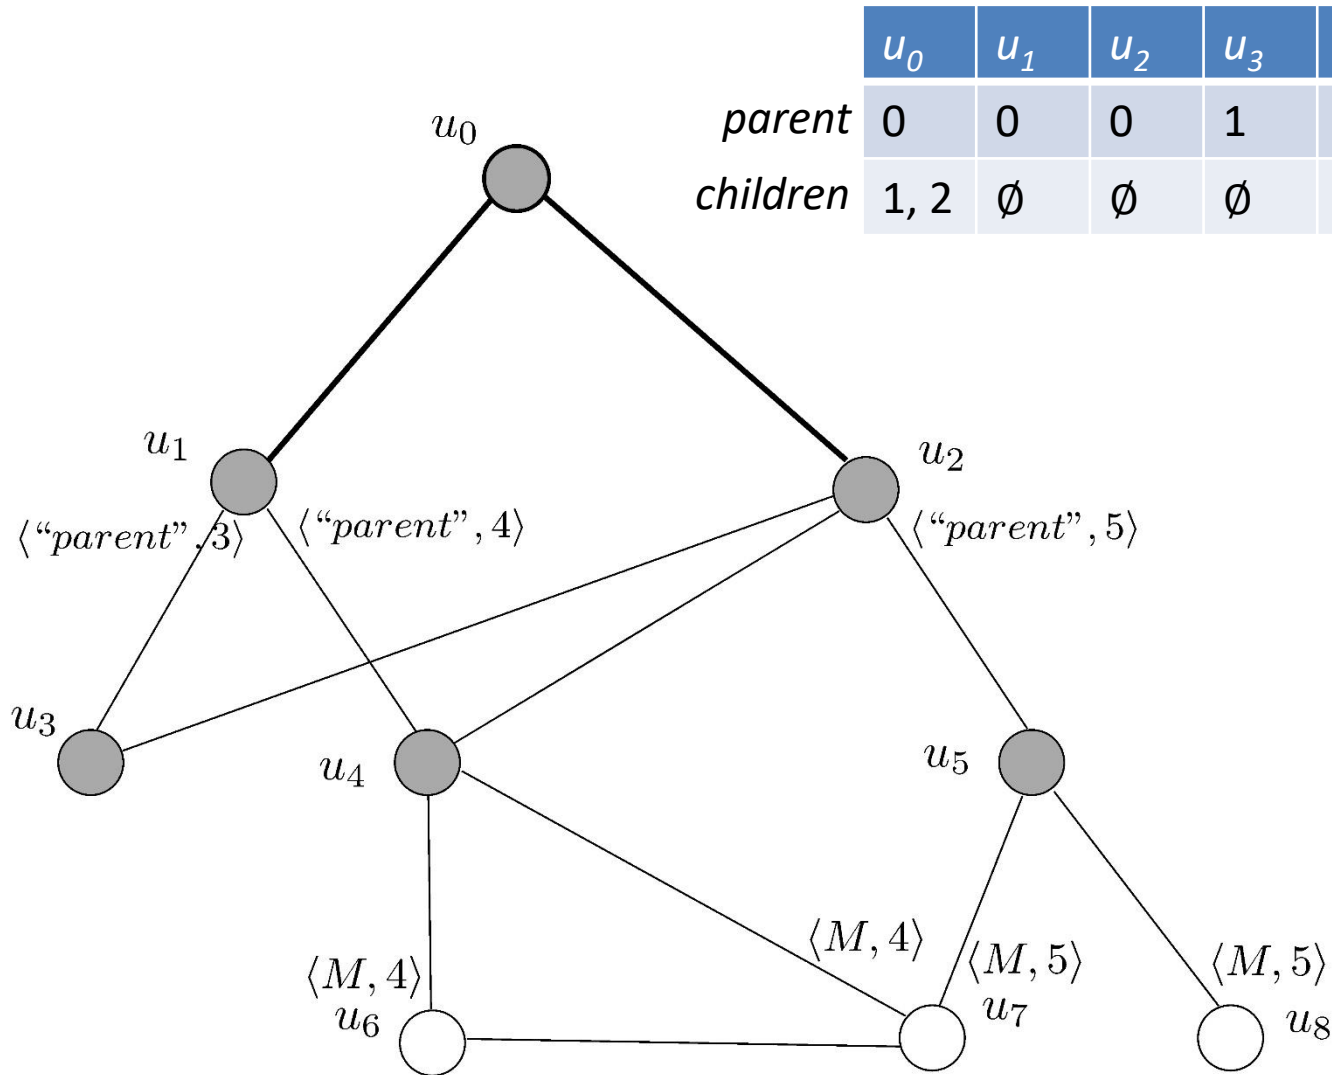 u0 u1 u2 u3
parent 0 0 0 1
children 1, 2 ∅ ∅ ∅
u0
u1
u2
⟨“parent”, 3⟩
⟨“parent”, 4⟩
⟨“parent”, 5⟩
u3
u4
u5
⟨M, 4⟩
⟨M, 4⟩
⟨M, 5⟩
⟨M, 5⟩
u6
u7
u8